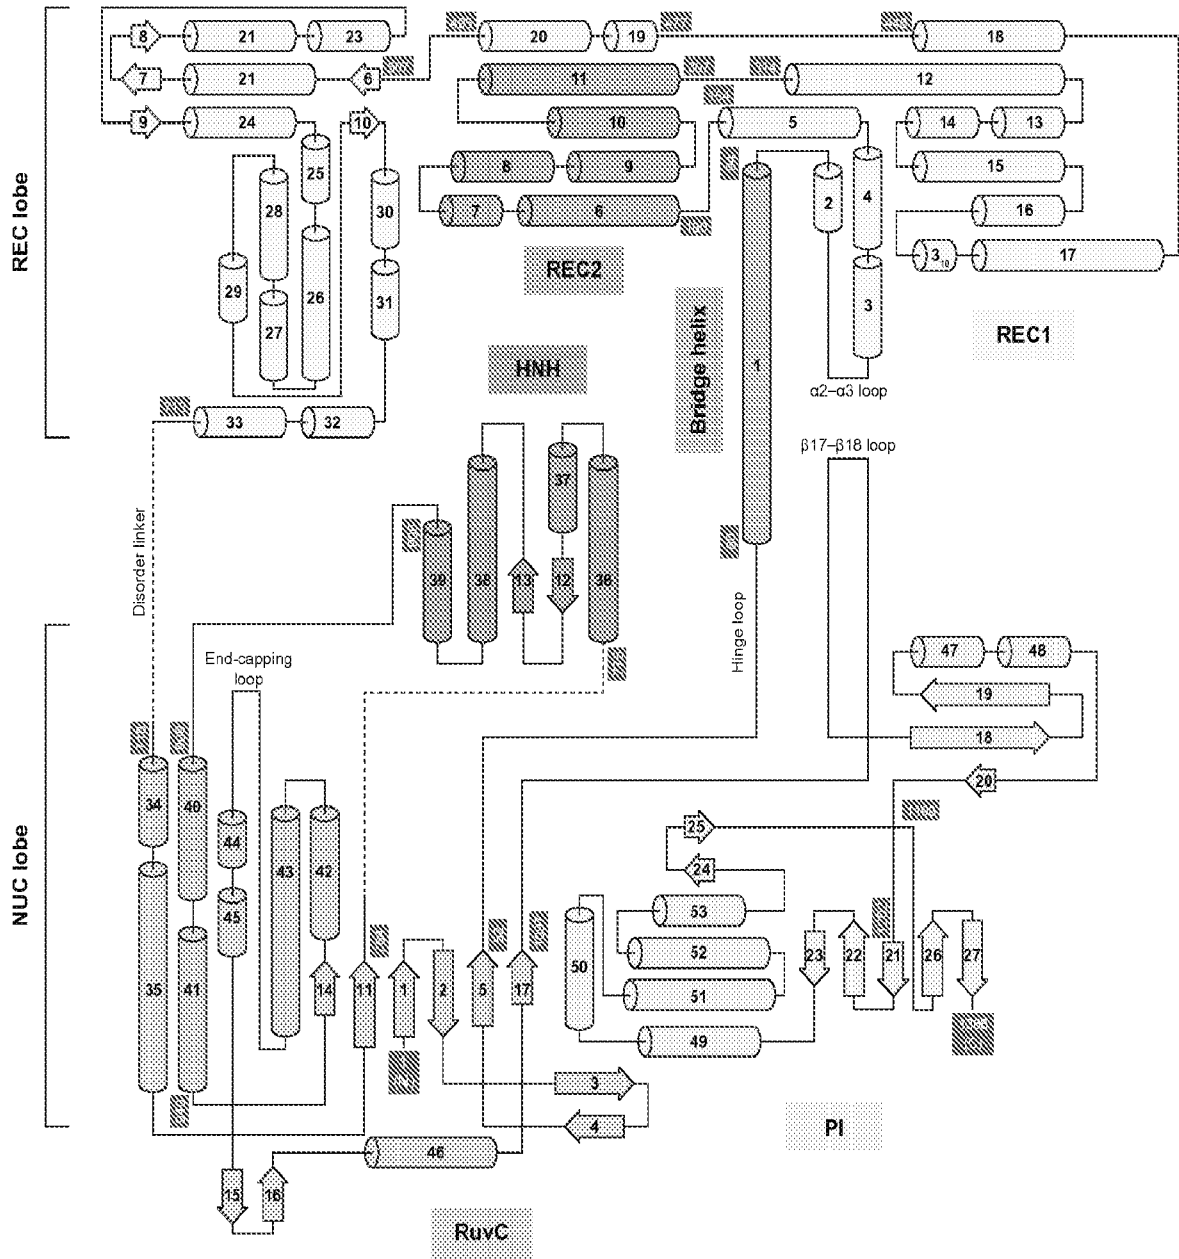 8 21 23 20 19 18
7 21 6 11 12
9 24 10 10 5 14 13
25 8 9 15
28 30 2 4
7 6 16
29 26 31 3₁₀ 17
27 3
REC lobe
REC2
REC1
Bridge helix
1
HNH
α2–α3 loop
33 32
β17–β18 loop
37
39 38 13 12 36
Disorder linker
Hinge loop
End-capping
loop
47 48
19
18
20
34 40
44 43 42
25
24
NUC lobe
45
53
52
50
51
35 41 14 11 1 2 5 17
23 22 21 26 27
49
3
4
PI
46
15 16
RuvC